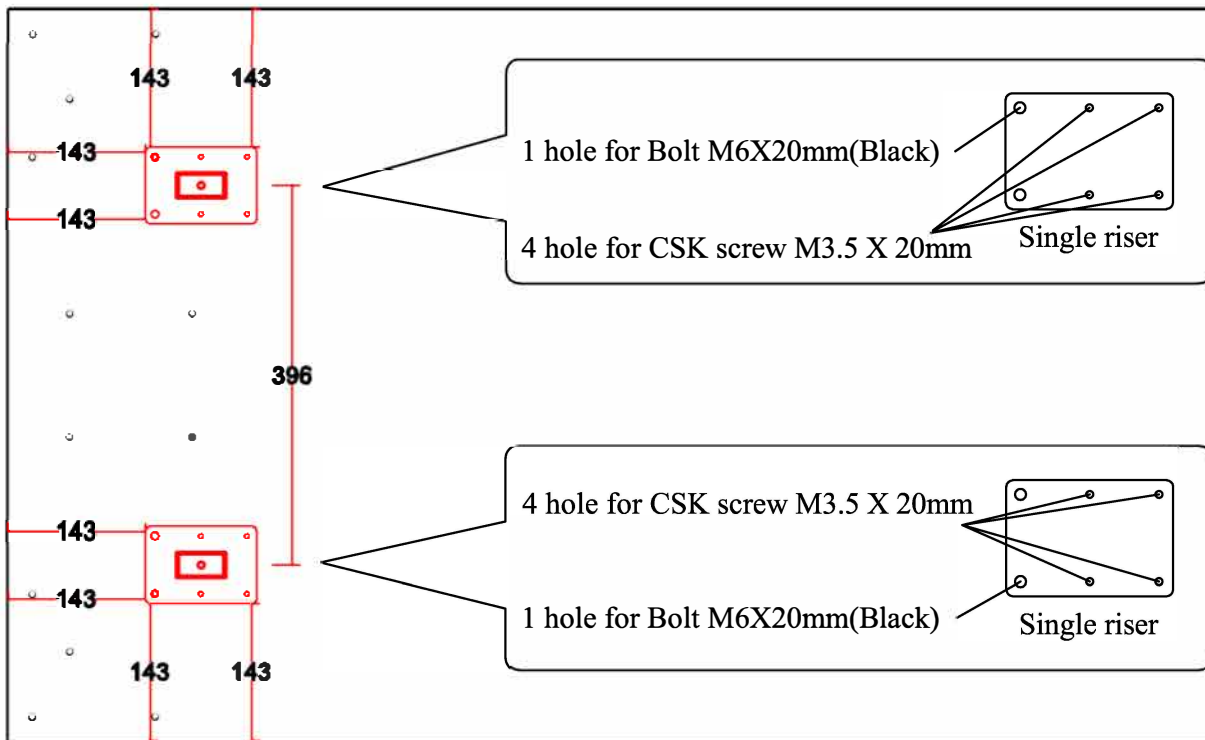 143 143
143
143
1 hole for Bolt M6X20mm(Black)
4 hole for CSK screw M3.5 X 20mm
Single riser
396
143
143
143 143
4 hole for CSK screw M3.5 X 20mm
1 hole for Bolt M6X20mm(Black)
Single riser